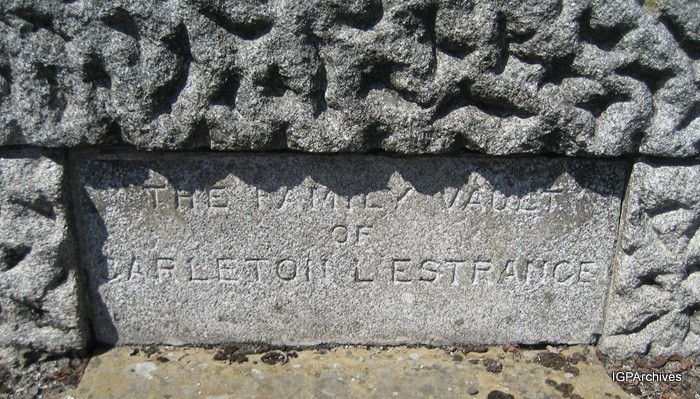 THE FAMILY VAULT
OF
CARLETON L'ESTRANGE
IGPArchives